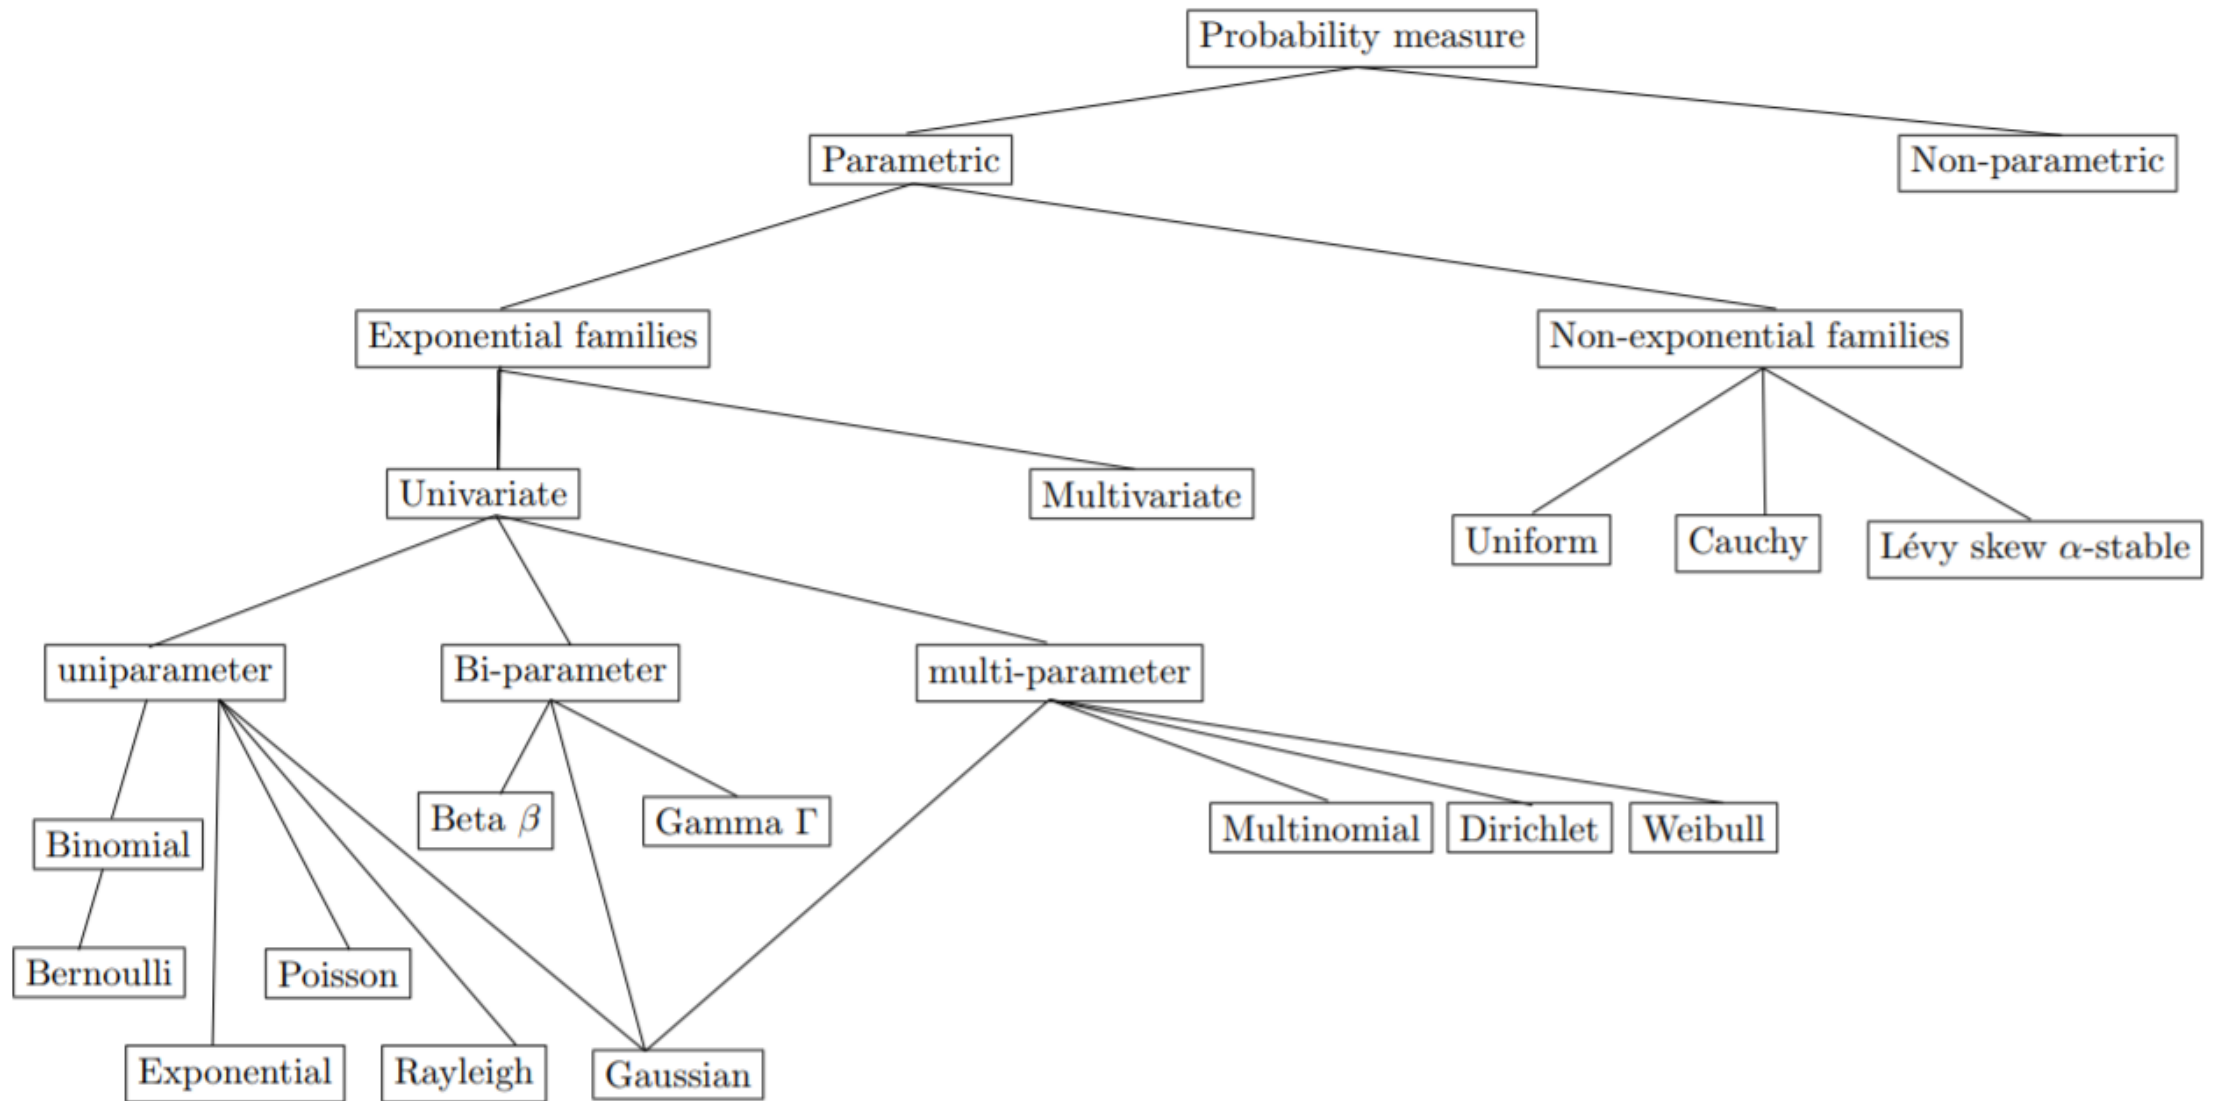 Probability measure
Parametric
Non-parametric
Exponential families
Non-exponential families
Univariate
Multivariate
Uniform
Cauchy
Lévy skew α-stable
uniparameter
Bi-parameter
multi-parameter
Binomial
Beta β
Gamma Γ
Multinomial
Dirichlet
Weibull
Bernoulli
Poisson
Exponential
Rayleigh
Gaussian